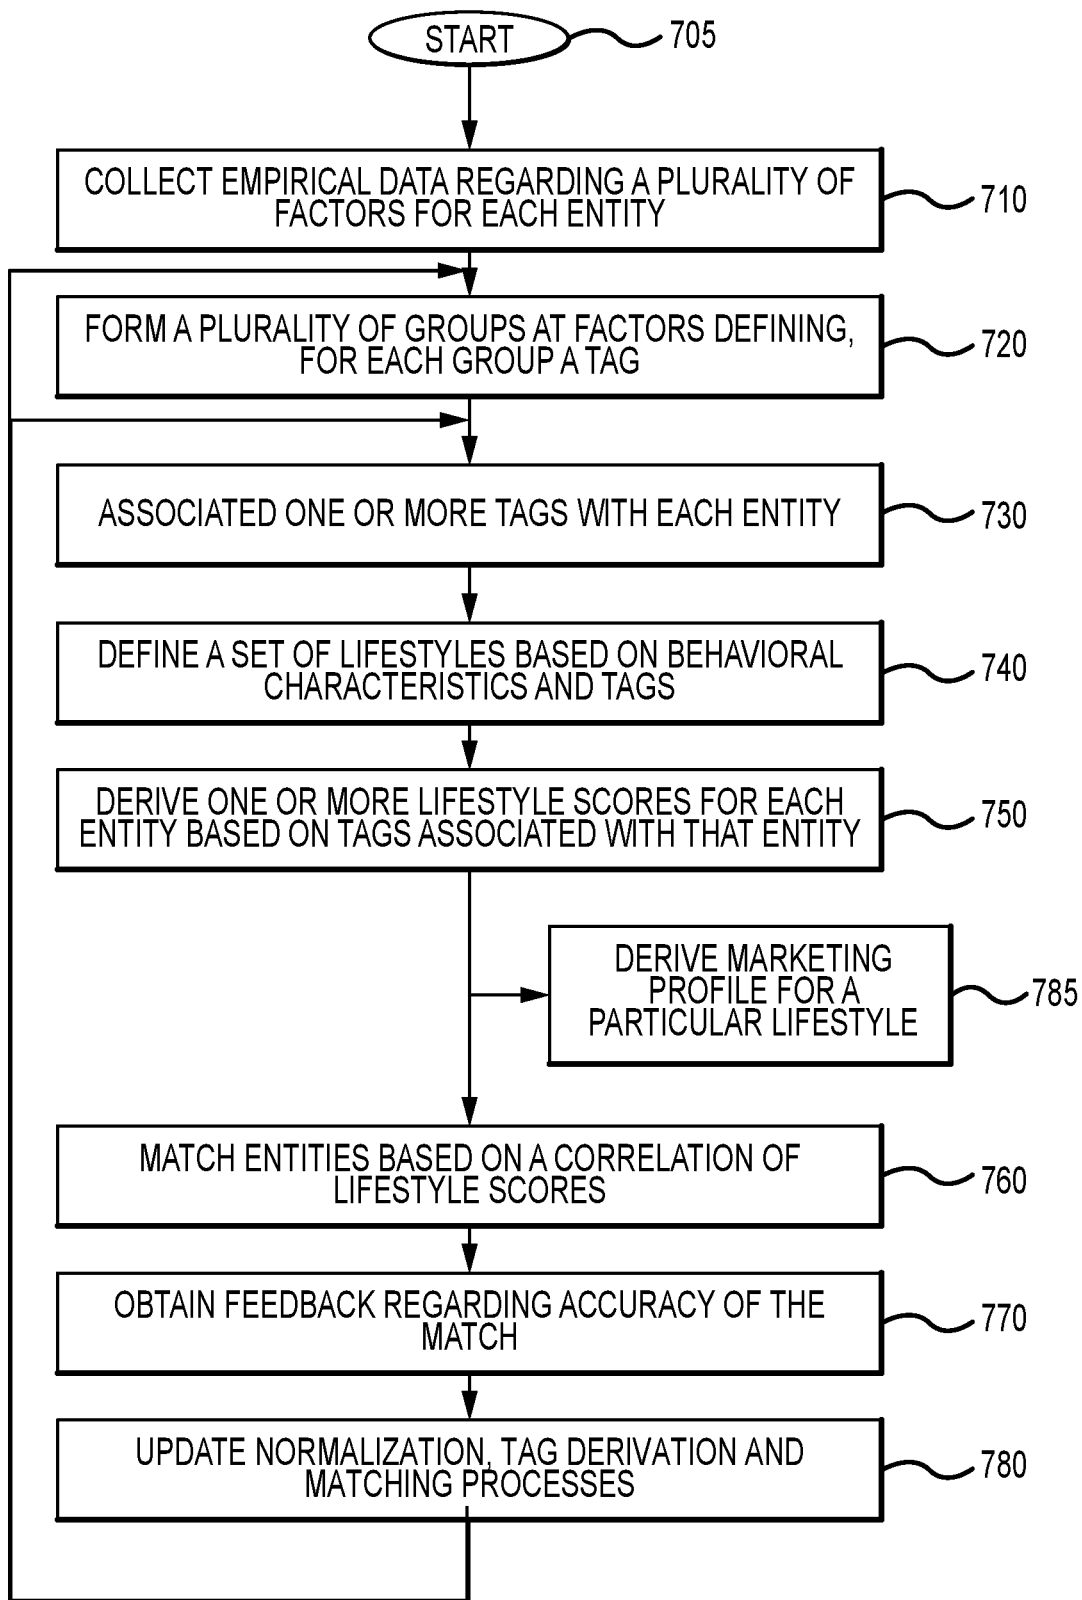 START
705
COLLECT EMPIRICAL DATA REGARDING A PLURALITY OF
FACTORS FOR EACH ENTITY
710
FORM A PLURALITY OF GROUPS AT FACTORS DEFINING,
FOR EACH GROUP A TAG
720
ASSOCIATED ONE OR MORE TAGS WITH EACH ENTITY
730
DEFINE A SET OF LIFESTYLES BASED ON BEHAVIORAL
CHARACTERISTICS AND TAGS
740
DERIVE ONE OR MORE LIFESTYLE SCORES FOR EACH
ENTITY BASED ON TAGS ASSOCIATED WITH THAT ENTITY
750
DERIVE MARKETING
PROFILE FOR A
PARTICULAR LIFESTYLE
785
MATCH ENTITIES BASED ON A CORRELATION OF
LIFESTYLE SCORES
760
OBTAIN FEEDBACK REGARDING ACCURACY OF THE
MATCH
770
UPDATE NORMALIZATION, TAG DERIVATION AND
MATCHING PROCESSES
780